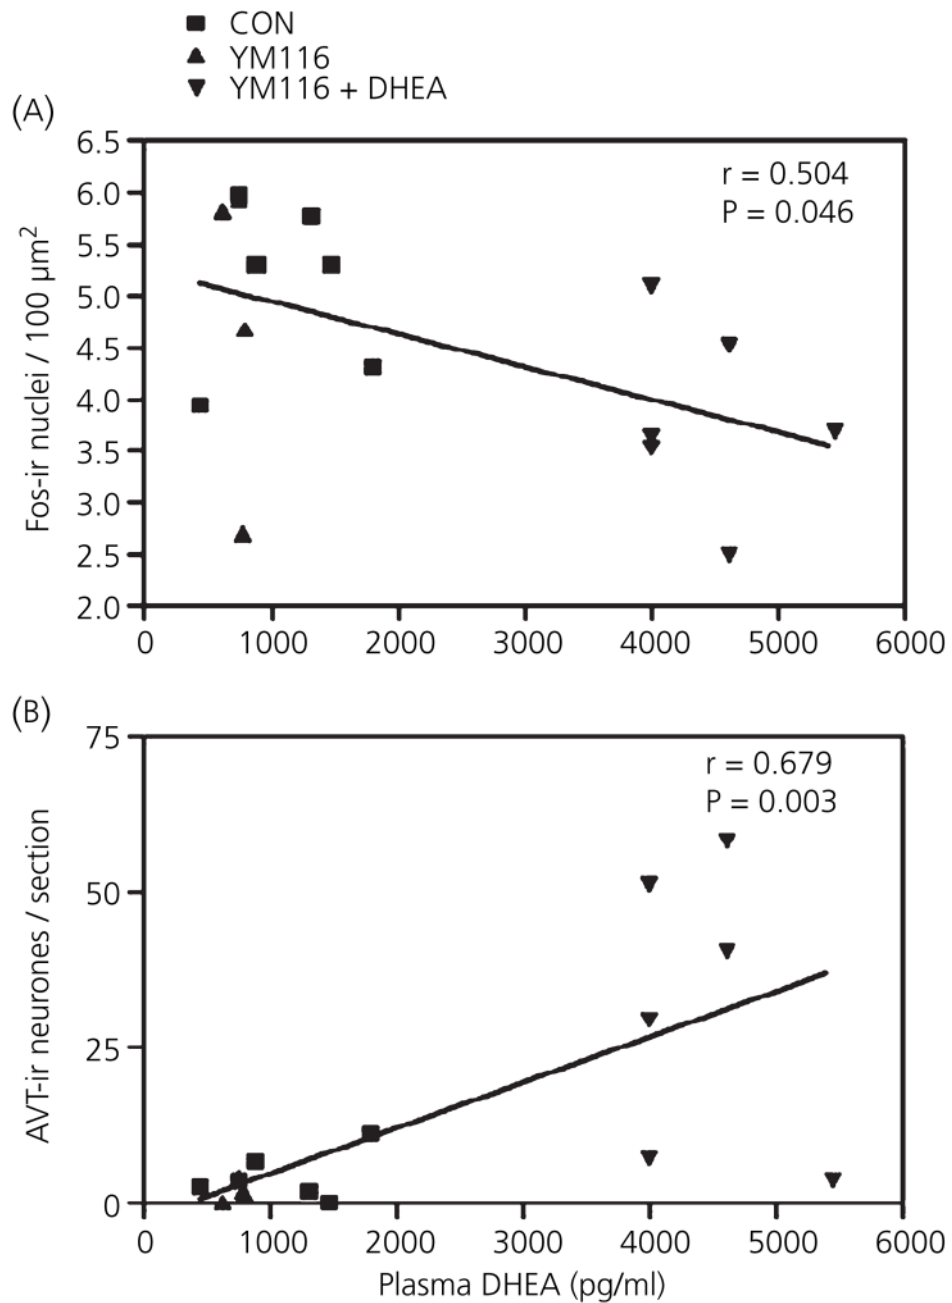 CON
YM116
YM116 + DHEA
(A)
6.5
6.0
5.5
5.0
4.5
4.0
3.5
3.0
2.5
2.0
Fos-ir nuclei / 100 µm²
r = 0.504
P = 0.046
0 1000 2000 3000 4000 5000 6000
(B)
75
50
25
0
AVT-ir neurones / section
r = 0.679
P = 0.003
0 1000 2000 3000 4000 5000 6000
Plasma DHEA (pg/ml)